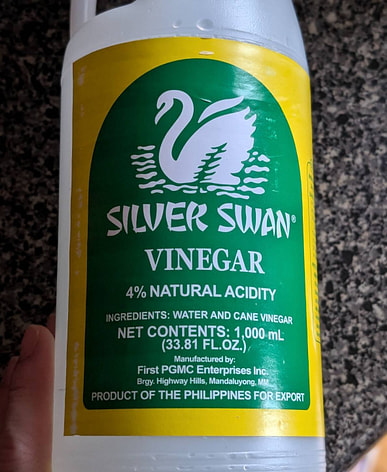 SILVER SWAN®
VINEGAR
4% NATURAL ACIDITY
INGREDIENTS: WATER AND CANE VINEGAR
NET CONTENTS: 1,000 mL
(33.81 FL.OZ.)
Manufactured by:
First PGMC Enterprises Inc.
Brgy. Highway Hills, Mandaluyong, MM
PRODUCT OF THE PHILIPPINES FOR EXPORT